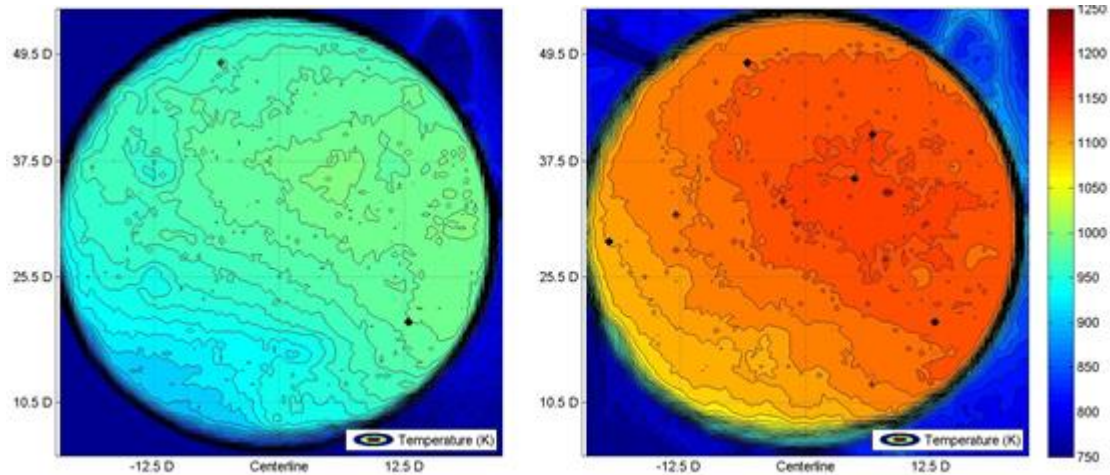 49.5 D
37.5 D
25.5 D
10.5 D
-12.5 D Centerline 12.5 D
Temperature (K)
49.5 D
37.5 D
25.5 D
10.5 D
-12.5 D Centerline 12.5 D
Temperature (K)
1250
1200
1150
1100
1050
1000
950
900
850
800
750